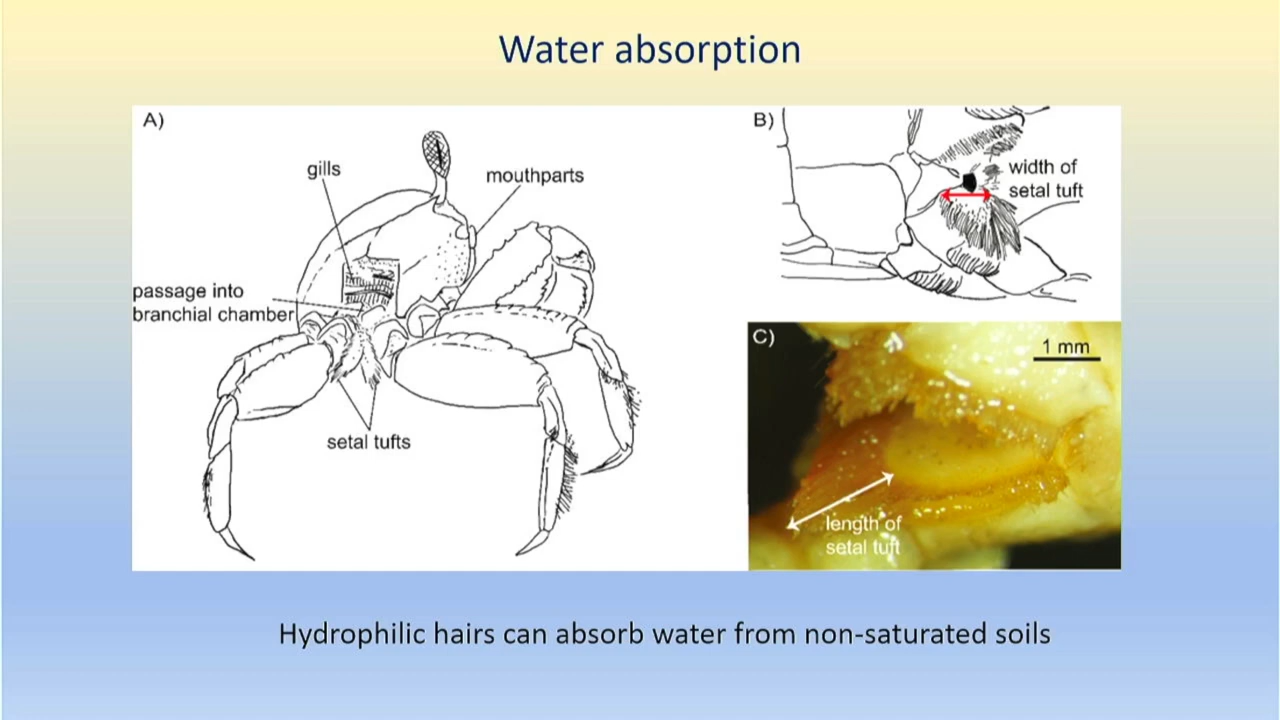 Water absorption
A)
gills
mouthparts
passage into
branchial chamber
setal tufts
B)
width of
setal tuft
C)
1 mm
length of
setal tuft
Hydrophilic hairs can absorb water from non-saturated soils